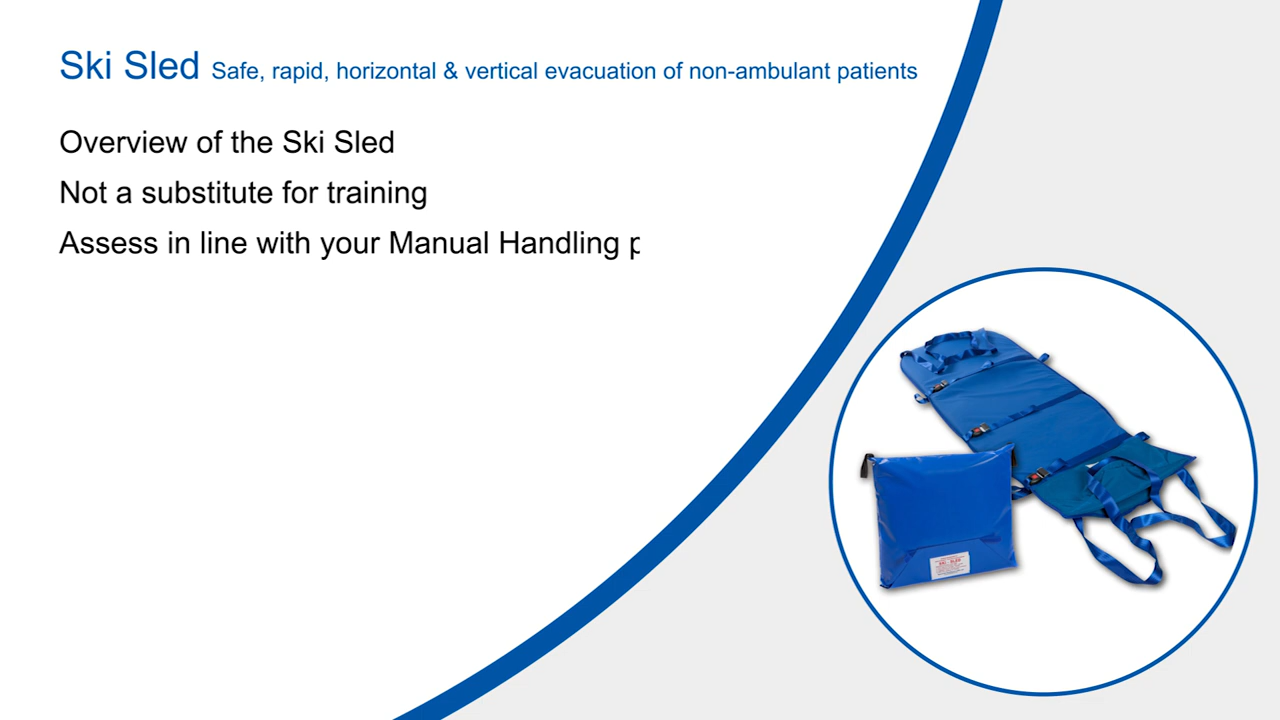 Ski Sled Safe, rapid, horizontal & vertical evacuation of non-ambulant patients
Overview of the Ski Sled
Not a substitute for training
Assess in line with your Manual Handling